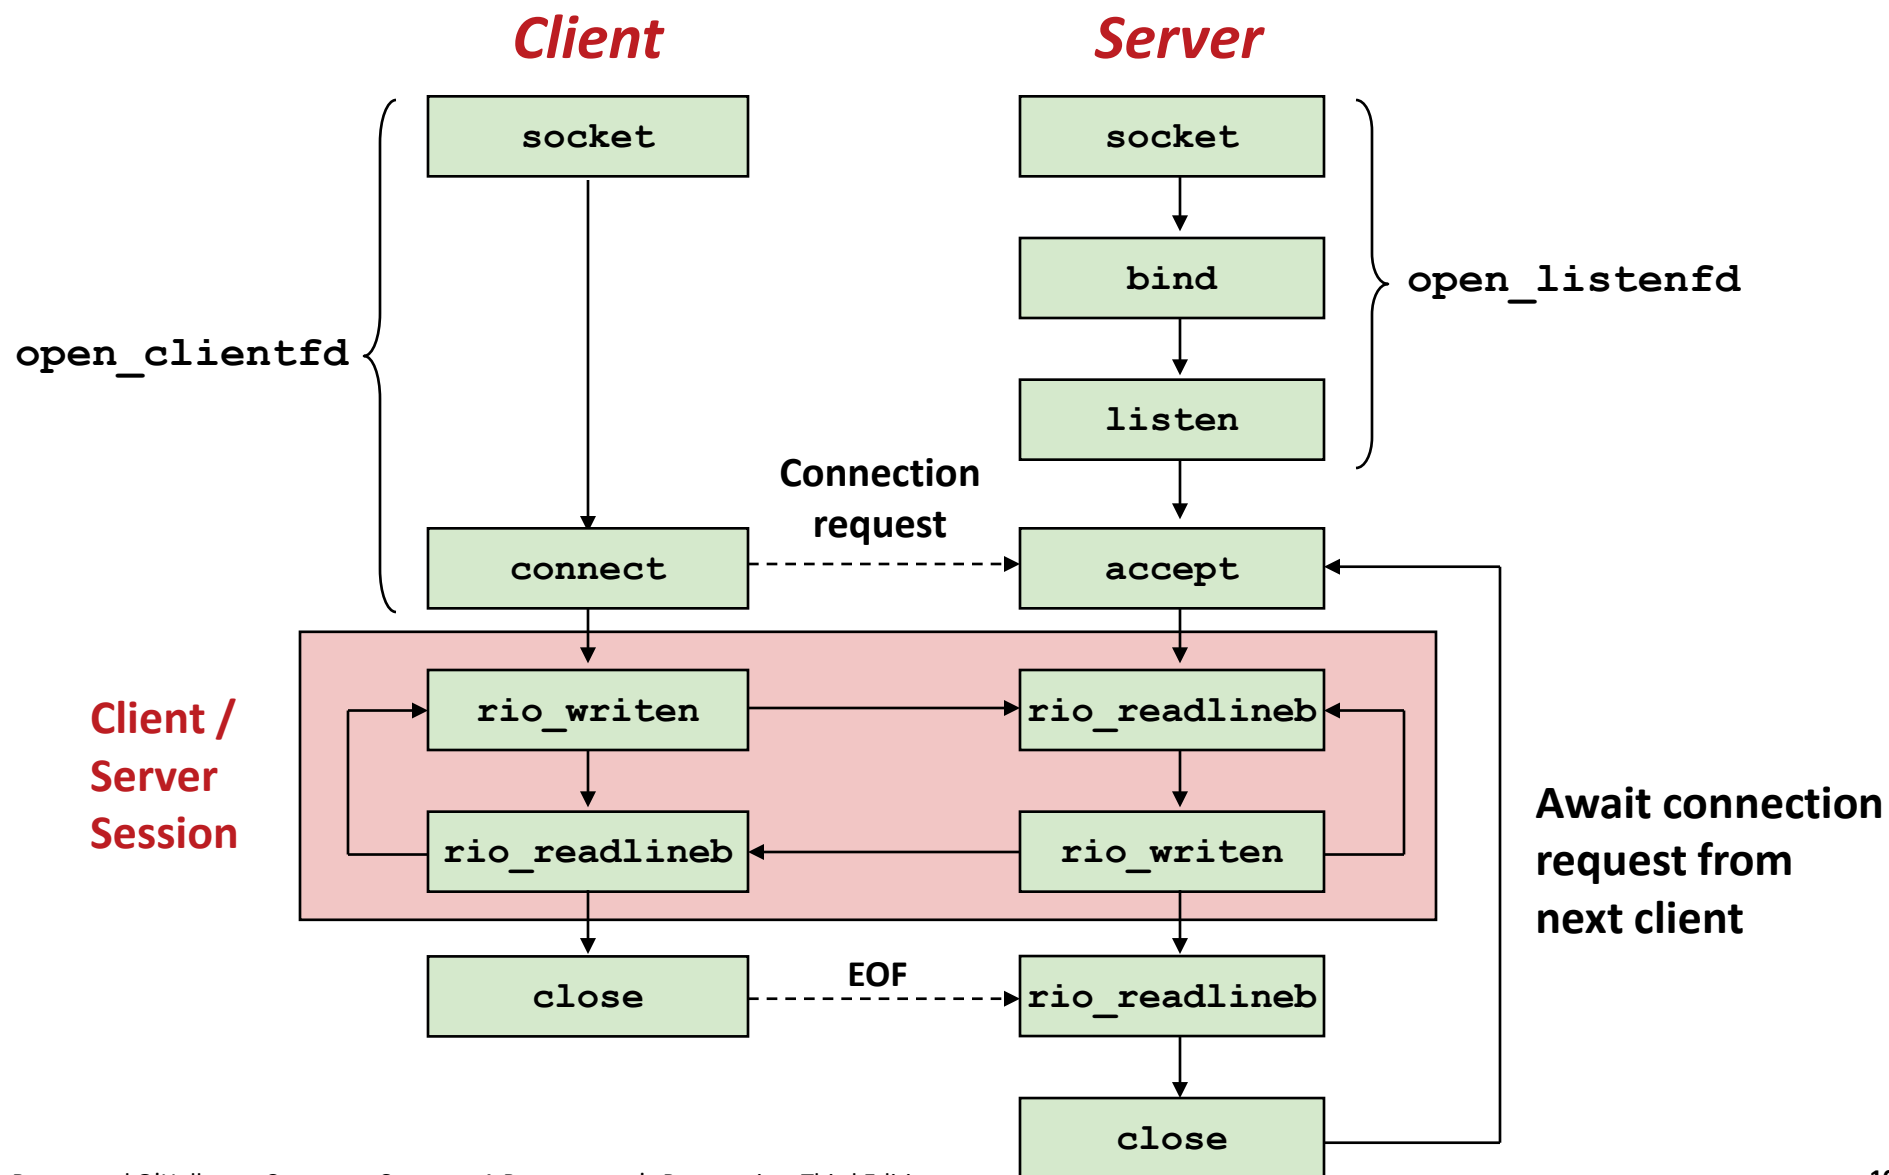 Client
Server
socket
socket
bind
open_listenfd
open_clientfd
listen
Connection
request
connect
accept
Client /
Server
Session
rio_writen
rio_readlineb
rio_readlineb
rio_writen
Await connection
request from
next client
close
EOF
rio_readlineb
close